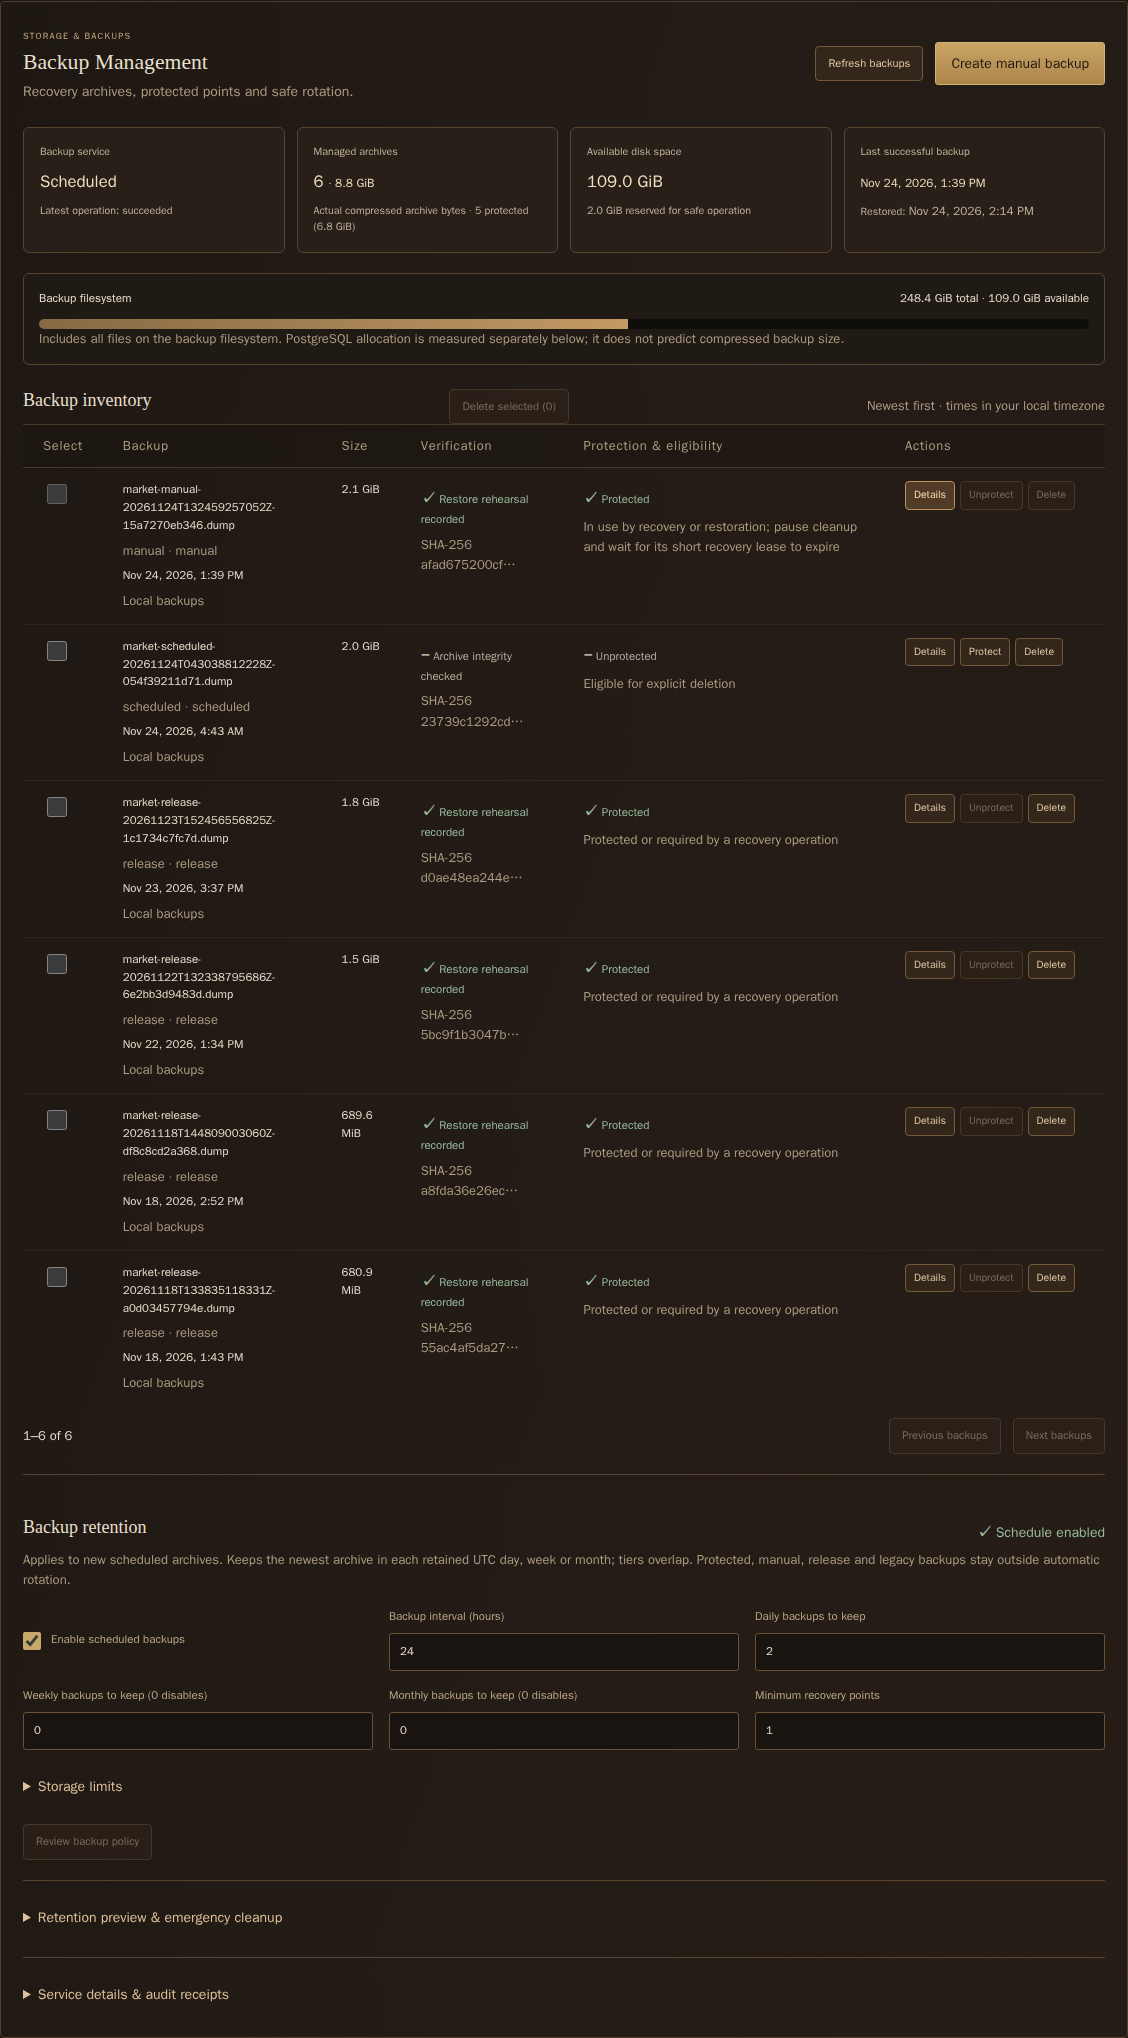 STORAGE & BACKUPS
Backup Management
Recovery archives, protected points and safe rotation.
Refresh backups
Create manual backup
Backup service
Scheduled
Latest operation: succeeded
Managed archives
6 · 8.8 GiB
Actual compressed archive bytes · 5 protected
(6.8 GiB)
Available disk space
109.0 GiB
2.0 GiB reserved for safe operation
Last successful backup
Nov 24, 2026, 1:39 PM
Restored: Nov 24, 2026, 2:14 PM
Backup filesystem
248.4 GiB total · 109.0 GiB available
Includes all files on the backup filesystem. PostgreSQL allocation is measured separately below; it does not predict compressed backup size.
Backup inventory
Delete selected (0)
Newest first · times in your local timezone
Select Backup Size Verification Protection & eligibility Actions
market-manual-
20261124T132459257052Z-
15a7270eb346.dump
manual · manual
Nov 24, 2026, 1:39 PM
Local backups
2.1 GiB
✓ Restore rehearsal
recorded
SHA-256
afad675200cf···
✓ Protected
In use by recovery or restoration; pause cleanup
and wait for its short recovery lease to expire
Details Unprotect Delete
market-scheduled-
20261124T043038812228Z-
054f39211d71.dump
scheduled · scheduled
Nov 24, 2026, 4:43 AM
Local backups
2.0 GiB
– Archive integrity
checked
SHA-256
23739c1292cd···
– Unprotected
Eligible for explicit deletion
Details Protect Delete
market-release-
20261123T152456556825Z-
1c1734c7fc7d.dump
release · release
Nov 23, 2026, 3:37 PM
Local backups
1.8 GiB
✓ Restore rehearsal
recorded
SHA-256
d0ae48ea244e···
✓ Protected
Protected or required by a recovery operation
Details Unprotect Delete
market-release-
20261122T132338795686Z-
6e2bb3d9483d.dump
release · release
Nov 22, 2026, 1:34 PM
Local backups
1.5 GiB
✓ Restore rehearsal
recorded
SHA-256
5bc9f1b3047b···
✓ Protected
Protected or required by a recovery operation
Details Unprotect Delete
market-release-
20261118T144809003060Z-
df8c8cd2a368.dump
release · release
Nov 18, 2026, 2:52 PM
Local backups
689.6
MiB
✓ Restore rehearsal
recorded
SHA-256
a8fda36e26ec···
✓ Protected
Protected or required by a recovery operation
Details Unprotect Delete
market-release-
20261118T133835118331Z-
a0d03457794e.dump
release · release
Nov 18, 2026, 1:43 PM
Local backups
680.9
MiB
✓ Restore rehearsal
recorded
SHA-256
55ac4af5da27···
✓ Protected
Protected or required by a recovery operation
Details Unprotect Delete
1–6 of 6
Previous backups
Next backups
Backup retention
✓ Schedule enabled
Applies to new scheduled archives. Keeps the newest archive in each retained UTC day, week or month; tiers overlap. Protected, manual, release and legacy backups stay outside automatic
rotation.
Enable scheduled backups
Backup interval (hours)
24
Daily backups to keep
2
Weekly backups to keep (0 disables)
0
Monthly backups to keep (0 disables)
0
Minimum recovery points
1
▶ Storage limits
Review backup policy
▶ Retention preview & emergency cleanup
▶ Service details & audit receipts